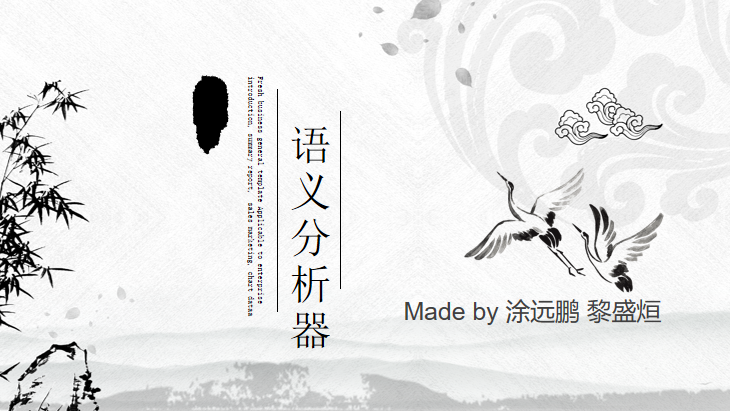 语义分析器
Fresh business general template Applicable to enterprise
introduction, summary report, sales marketing, chart dataa
Made by 涂远鹏 黎盛烜